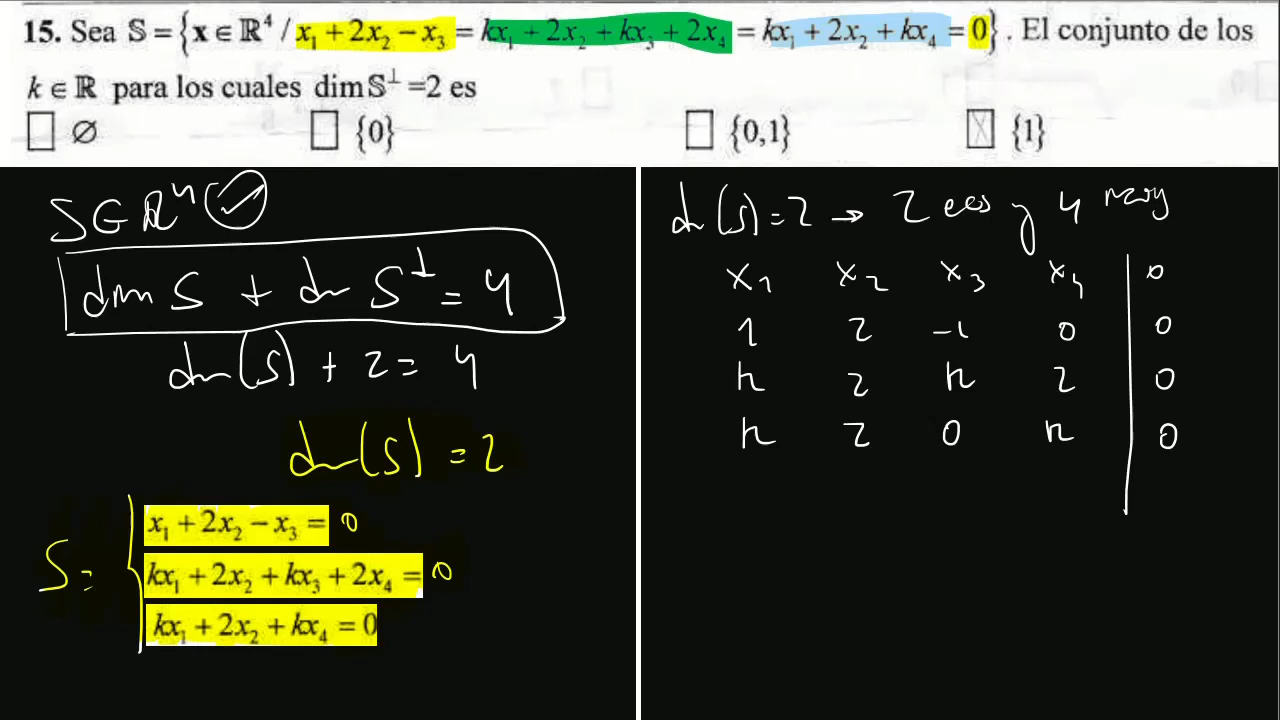 15. Sea 𝕊 = {x ∈ ℝ⁴ / x₁ + 2x₂ − x₃ = kx₁ + 2x₂ + kx₃ + 2x₄ = kx₁ + 2x₂ + kx₄ = 0}. El conjunto de los
k ∈ ℝ para los cuales dim 𝕊^⊥ = 2 es
☐ ∅ ☐ {0} ☐ {0,1} ☒ {1}
S ∈ ℝ⁴
dim S + dim S^⊥ = 4
dim(S) + 2 = 4
dim(S) = 2
S = {
x₁ + 2x₂ − x₃ = 0
kx₁ + 2x₂ + kx₃ + 2x₄ = 0
kx₁ + 2x₂ + kx₄ = 0
dim(S) = 2 → 2 ecs y 4
x₁ x₂ x₃ x₄ | 0
1 2 -1 0 | 0
k 2 k 2 | 0
k 2 0 k | 0